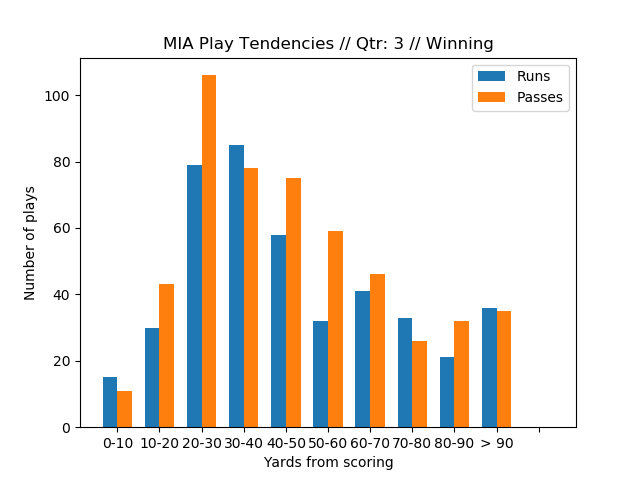 MIA Play Tendencies // Qtr: 3 // Winning
Runs
Passes
100
80
60
40
20
0
Number of plays
0-10 10-20 20-30 30-40 40-50 50-60 60-70 70-80 80-90 > 90
Yards from scoring